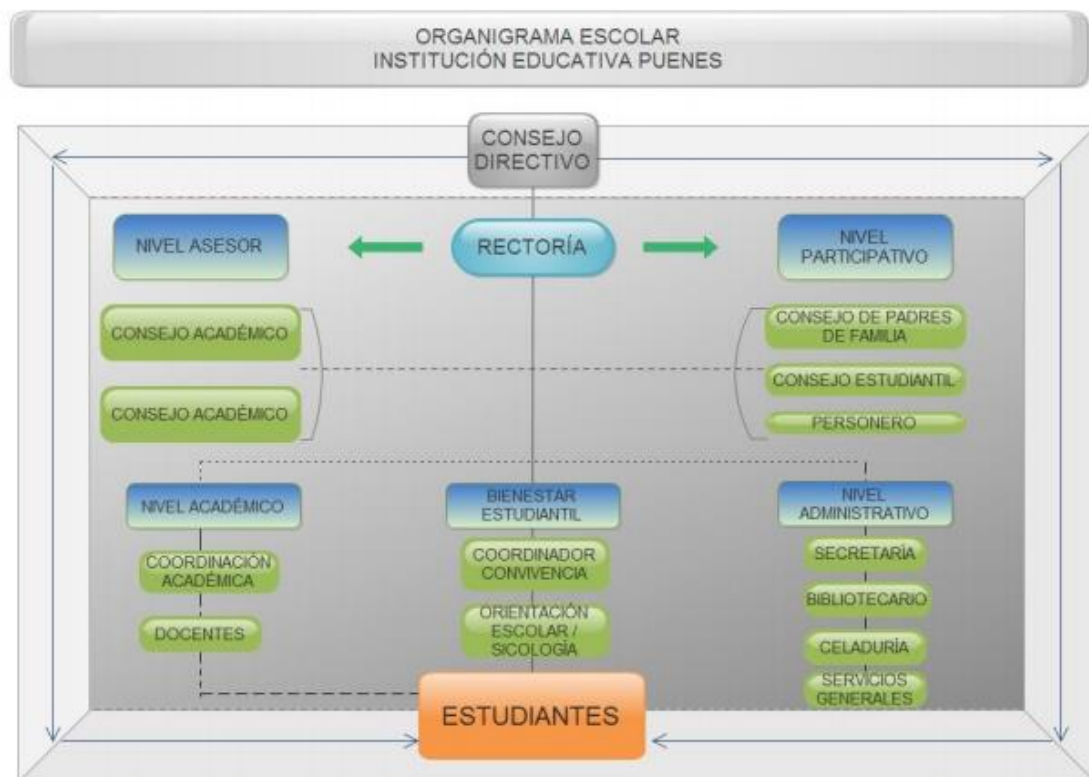 ORGANIGRAMA ESCOLAR
INSTITUCIÓN EDUCATIVA PUENES
CONSEJO
DIRECTIVO
NIVEL ASESOR
RECTORÍA
NIVEL
PARTICIPATIVO
CONSEJO ACADÉMICO
CONSEJO ACADÉMICO
CONSEJO DE PADRES
DE FAMILIA
CONSEJO ESTUDIANTIL
PERSONERO
NIVEL ACADÉMICO
COORDINACIÓN
ACADÉMICA
DOCENTES
BIENESTAR
ESTUDIANTIL
COORDINADOR
CONVIVENCIA
ORIENTACIÓN
ESCOLAR /
SICOLOGÍA
NIVEL
ADMINISTRATIVO
SECRETARÍA
BIBLIOTECARIO
CELADURÍA
SERVICIOS
GENERALES
ESTUDIANTES